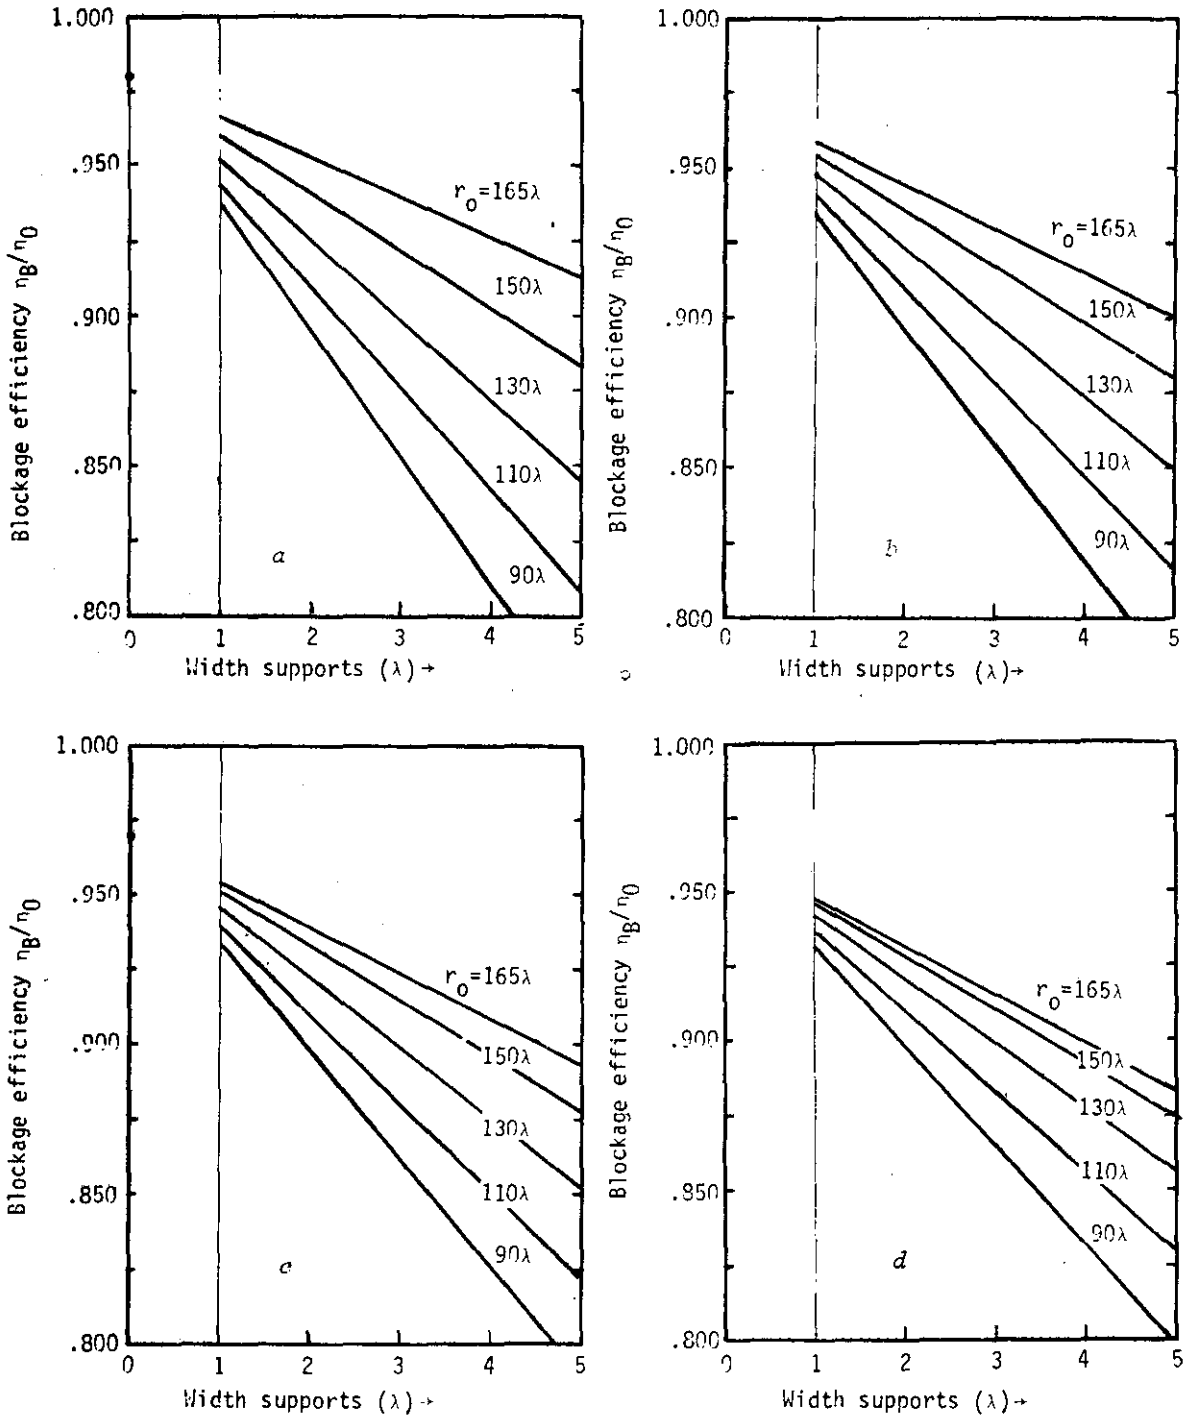 1.000
.950
.900
.850
.800
0 1 2 3 4 5
Blockage efficiency ηB/η0
Width supports (λ)→
ro=165λ
150λ
130λ
110λ
90λ
a
1.000
.950
.900
.850
.800
0 1 2 3 4 5
Blockage efficiency ηB/η0
Width supports (λ)→
ro=165λ
150λ
130λ
110λ
90λ
b
1.000
.950
.900
.850
.800
0 1 2 3 4 5
Blockage efficiency ηB/η0
Width supports (λ)→
ro=165λ
150λ
130λ
110λ
90λ
c
1.000
.950
.900
.850
.800
0 1 2 3 4 5
Blockage efficiency ηB/η0
Width supports (λ)→
ro=165λ
150λ
130λ
110λ
90λ
d